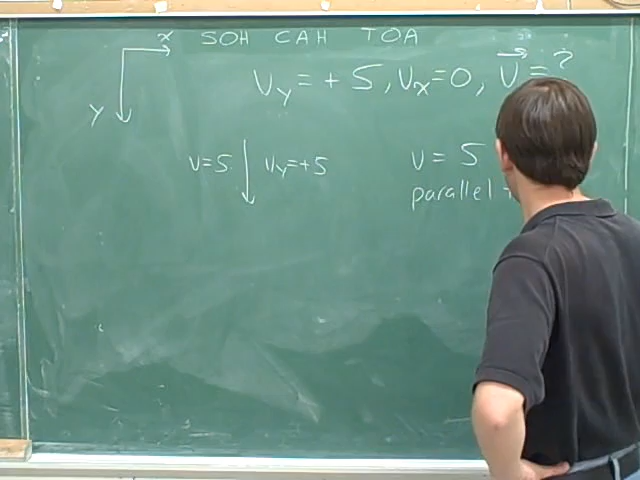 x SOH CAH TOA
y
Vy = + 5, Vx = 0, V⃗ = ?
v = 5 vy = +5
v = 5
parallel